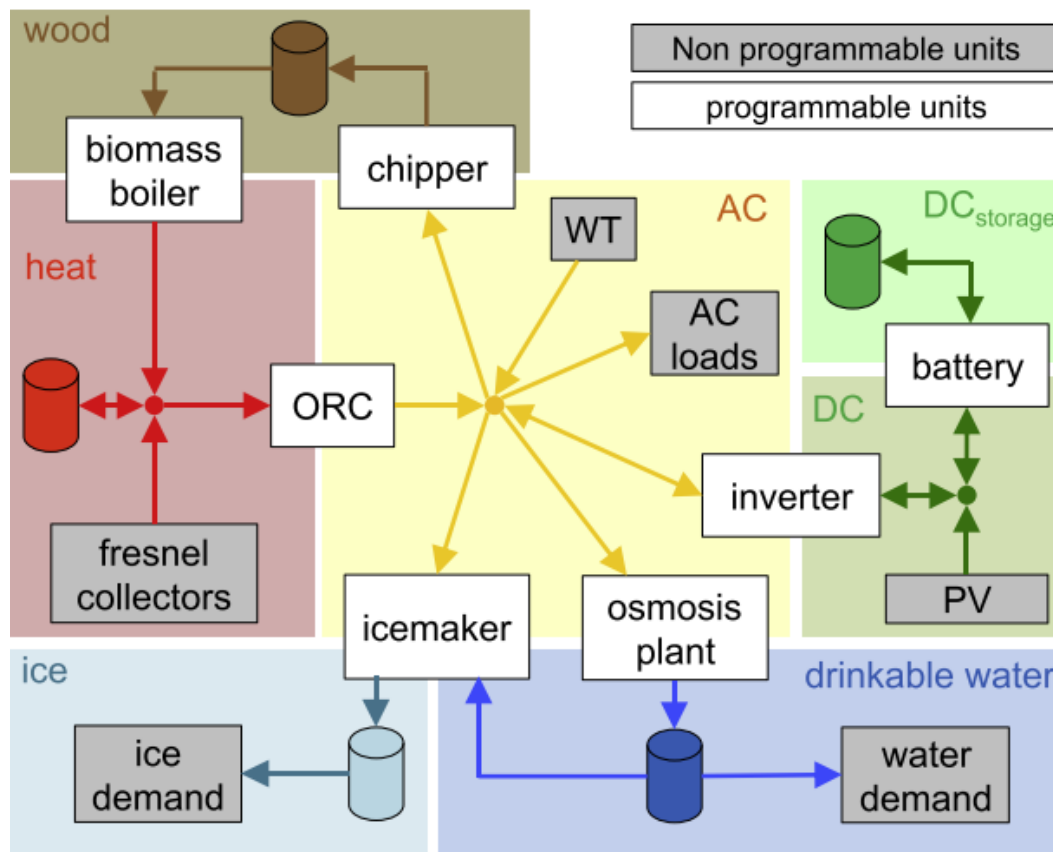 wood
Non programmable units
programmable units
biomass
boiler
chipper
AC
WT
DCstorage
heat
AC
loads
battery
ORC
DC
inverter
fresnel
collectors
PV
icemaker
osmosis
plant
ice
drinkable water
ice
demand
water
demand